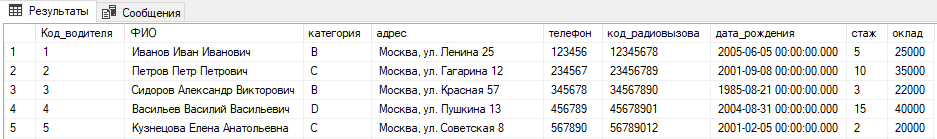 Результаты Сообщения
Код_водителя ФИО категория адрес телефон код_радиовызова дата_рождения стаж оклад
1 1 Иванов Иван Иванович B Москва, ул. Ленина 25 123456 12345678 2005-06-05 00:00:00.000 5 25000
2 2 Петров Петр Петрович C Москва, ул. Гагарина 12 234567 23456789 2001-09-08 00:00:00.000 10 35000
3 3 Сидоров Александр Викторович B Москва, ул. Красная 57 345678 34567890 1985-08-21 00:00:00.000 3 22000
4 4 Васильев Василий Васильевич D Москва, ул. Пушкина 13 456789 45678901 2004-08-31 00:00:00.000 15 40000
5 5 Кузнецова Елена Анатольевна C Москва, ул. Советская 8 567890 56789012 2001-02-05 00:00:00.000 2 20000